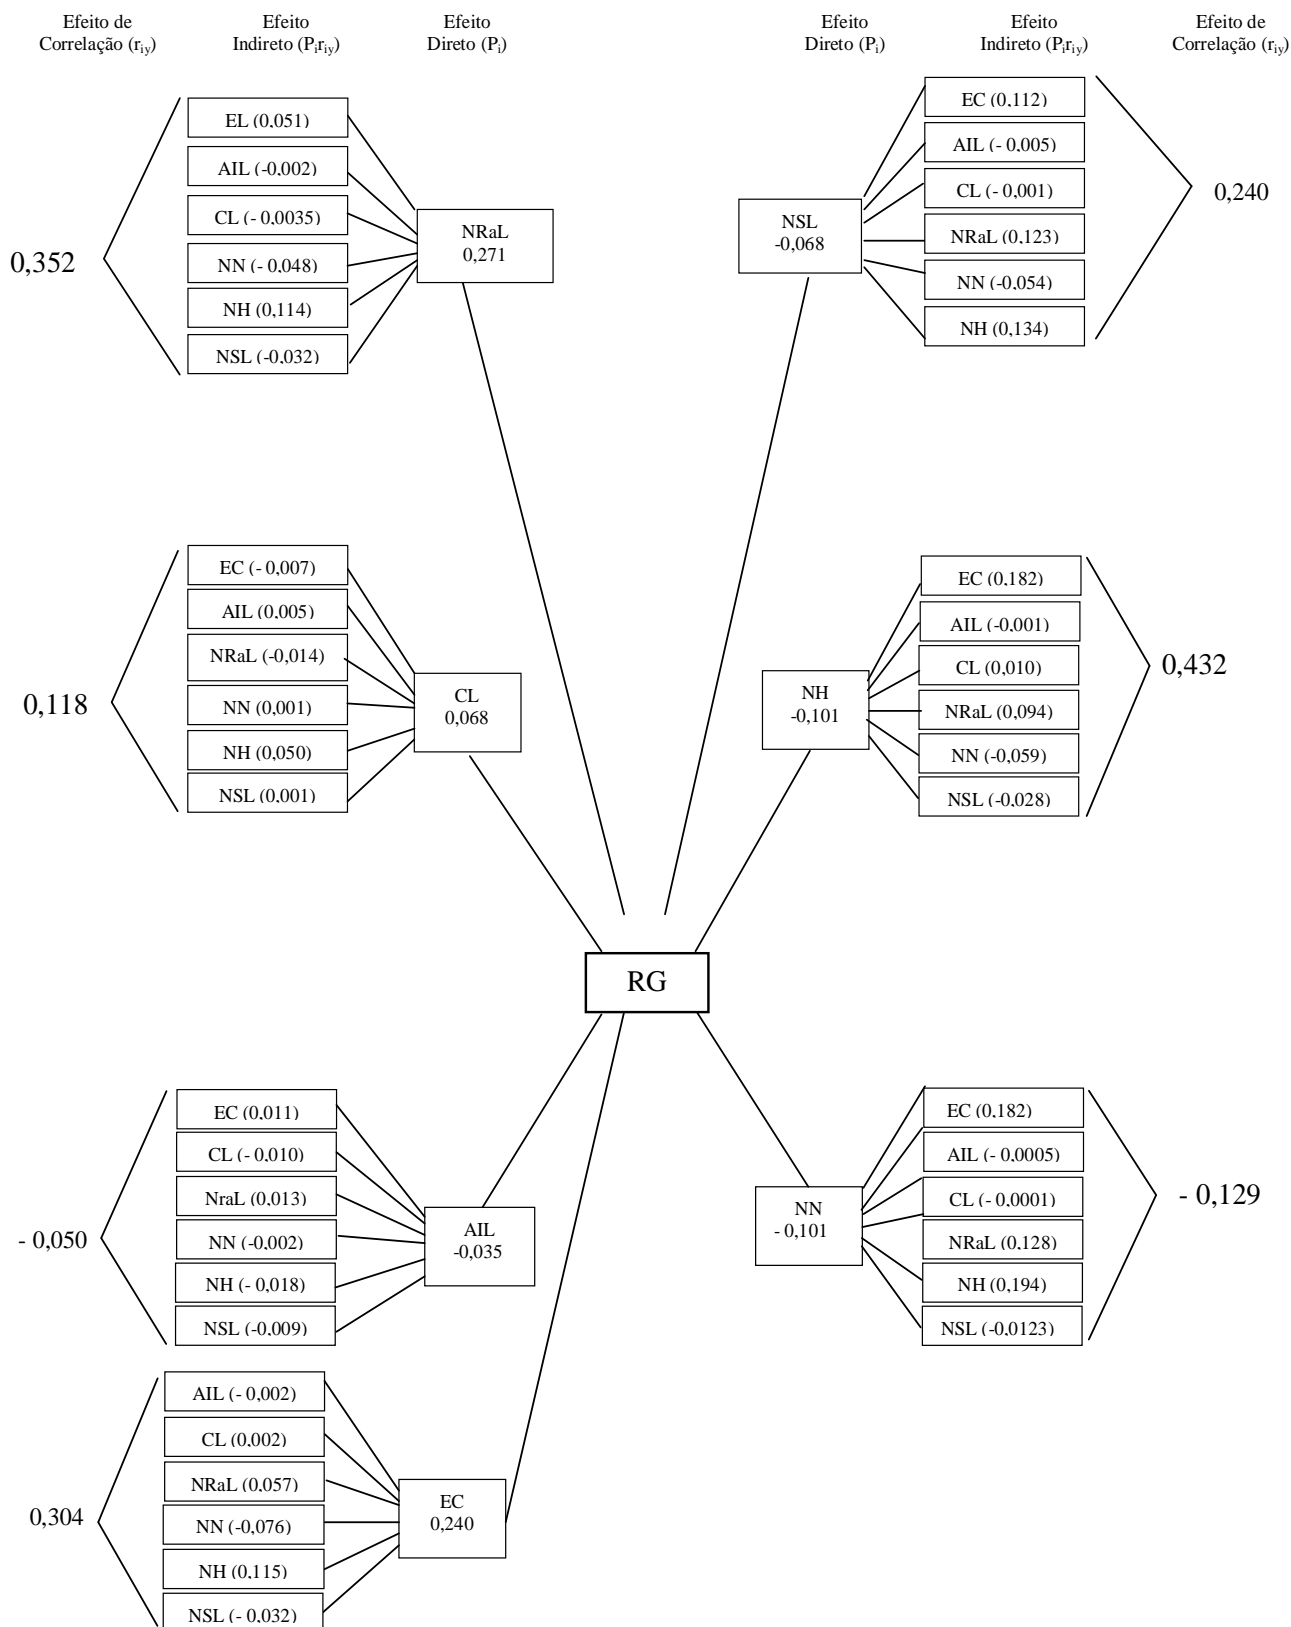 Efeito de
Correlação (riy)
Efeito
Indireto (Piriy)
Efeito
Direto (Pi)
Efeito
Direto (Pi)
Efeito
Indireto (Piriy)
Efeito de
Correlação (riy)
0,352
EL (0,051)
AIL (-0,002)
CL (- 0,0035)
NN (- 0,048)
NH (0,114)
NSL (-0,032)
NRaL
0,271
NSL
-0,068
EC (0,112)
AIL (- 0,005)
CL (- 0,001)
NRaL (0,123)
NN (-0,054)
NH (0,134)
0,240
0,118
EC (- 0,007)
AIL (0,005)
NRaL (-0,014)
NN (0,001)
NH (0,050)
NSL (0,001)
CL
0,068
NH
-0,101
EC (0,182)
AIL (-0,001)
CL (0,010)
NRaL (0,094)
NN (-0,059)
NSL (-0,028)
0,432
RG
- 0,050
EC (0,011)
CL (- 0,010)
NraL (0,013)
NN (-0,002)
NH (- 0,018)
NSL (-0,009)
AIL
-0,035
NN
- 0,101
EC (0,182)
AIL (- 0,0005)
CL (- 0,0001)
NRaL (0,128)
NH (0,194)
NSL (-0,0123)
- 0,129
0,304
AIL (- 0,002)
CL (0,002)
NRaL (0,057)
NN (-0,076)
NH (0,115)
NSL (- 0,032)
EC
0,240